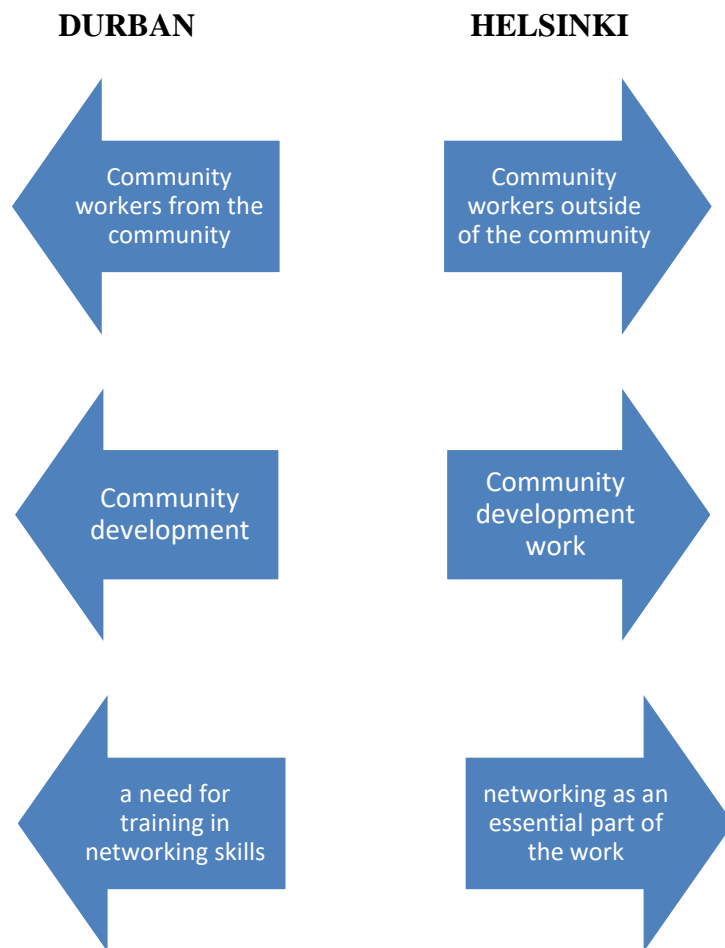 DURBAN
HELSINKI
Community
workers from the
community
Community
workers outside
of the community
Community
development
Community
development
work
a need for
training in
networking skills
networking as an
essential part of
the work